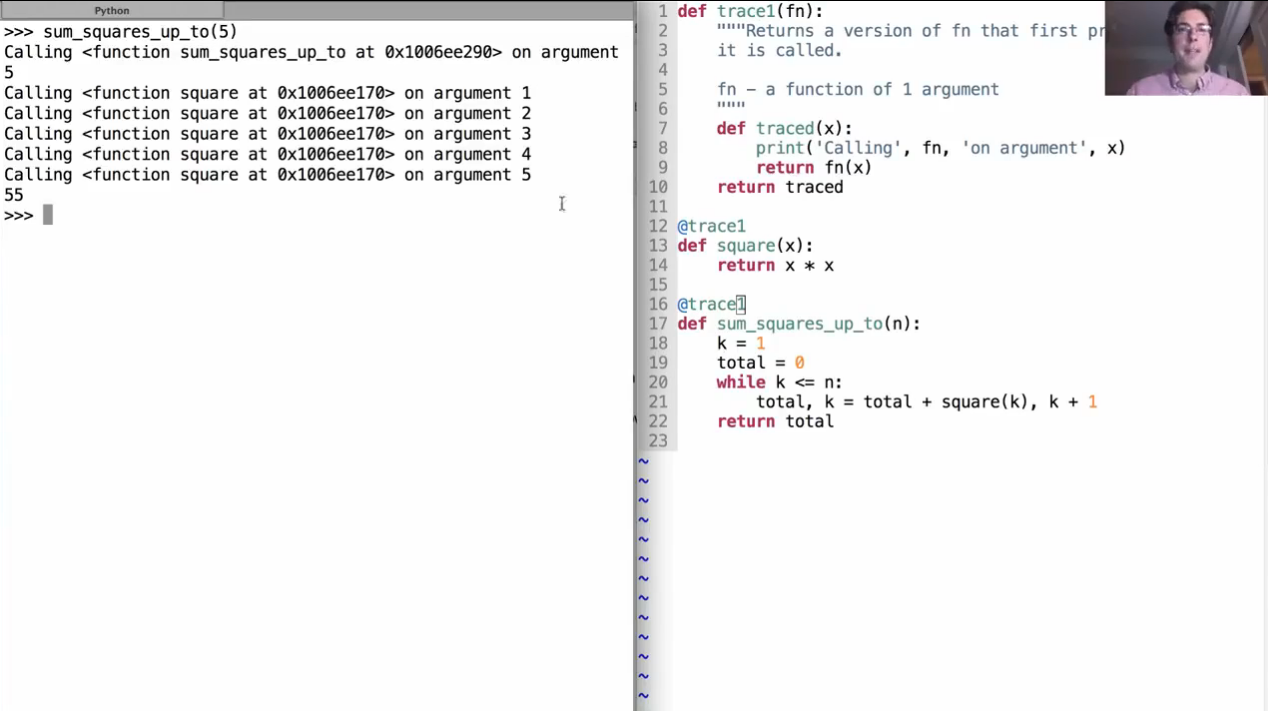 Python
>>> sum_squares_up_to(5)
Calling <function sum_squares_up_to at 0x1006ee290> on argument
5
Calling <function square at 0x1006ee170> on argument 1
Calling <function square at 0x1006ee170> on argument 2
Calling <function square at 0x1006ee170> on argument 3
Calling <function square at 0x1006ee170> on argument 4
Calling <function square at 0x1006ee170> on argument 5
55
>>>
1 def trace1(fn):
2     """Returns a version of fn that first
3     it is called.
4
5     fn – a function of 1 argument
6     """
7     def traced(x):
8         print('Calling', fn, 'on argument', x)
9         return fn(x)
10     return traced
11
12 @trace1
13 def square(x):
14     return x * x
15
16 @trace1
17 def sum_squares_up_to(n):
18     k = 1
19     total = 0
20     while k <= n:
21         total, k = total + square(k), k + 1
22     return total
23
~
~
~
~
~
~
~
~
~
~
~
~
~